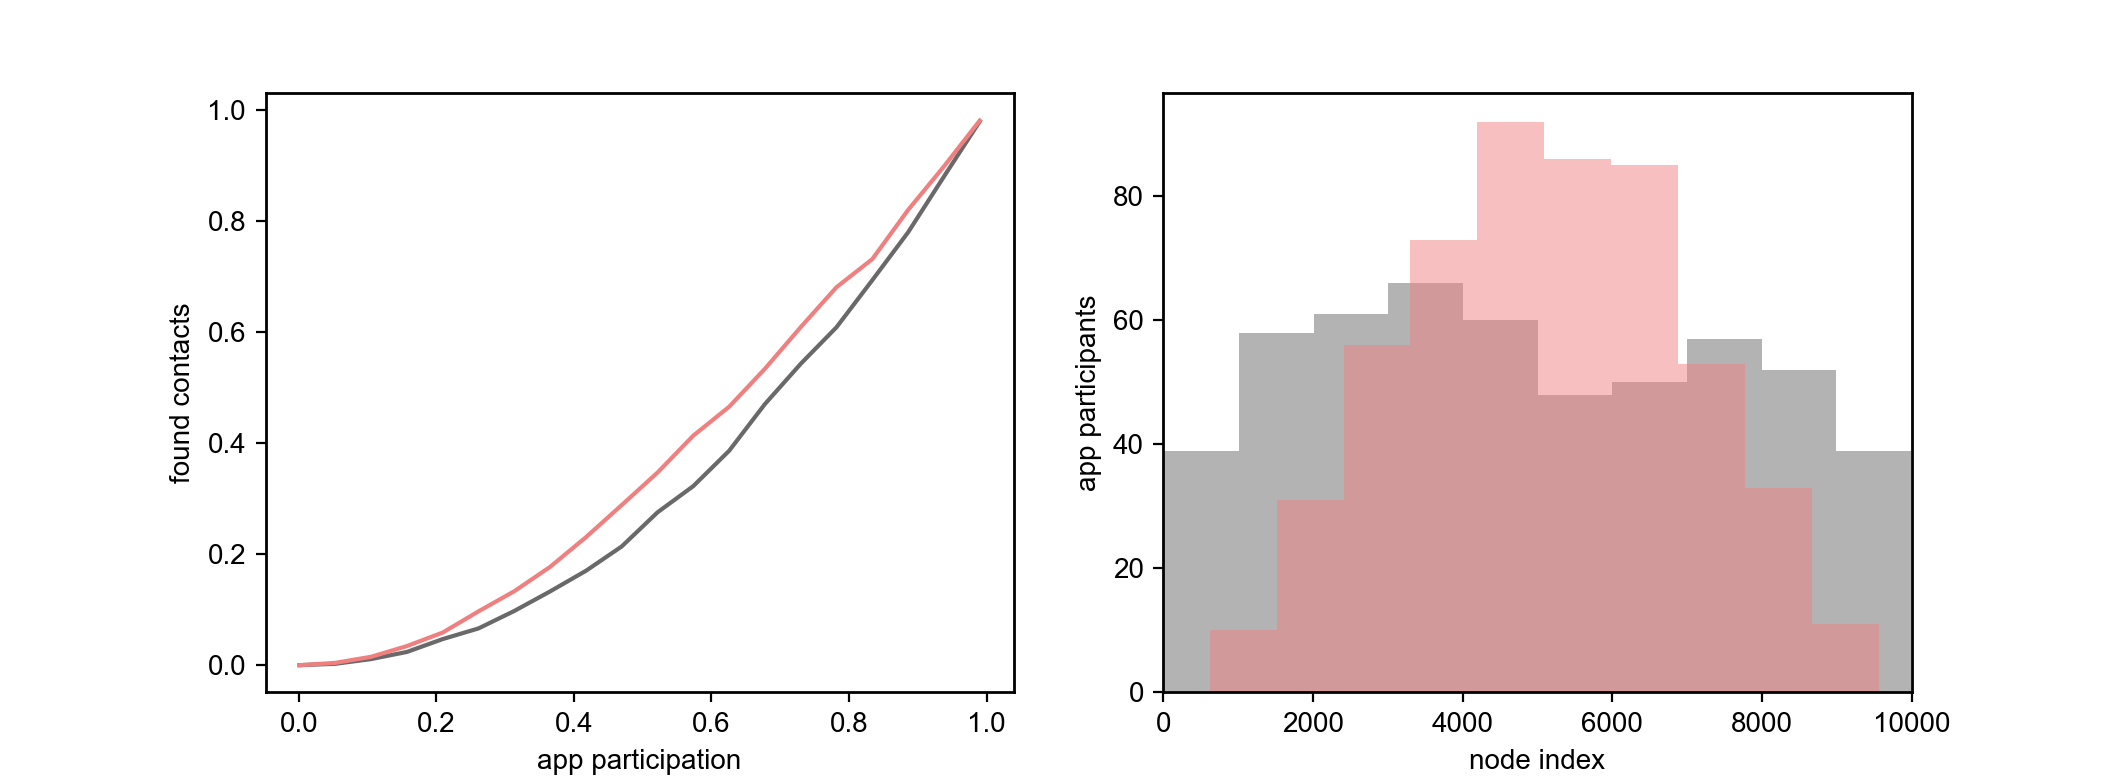 1.0
0.8
0.6
0.4
0.2
0.0
found contacts
0.0 0.2 0.4 0.6 0.8 1.0
app participation
80
60
40
20
0
app participants
0 2000 4000 6000 8000 10000
node index